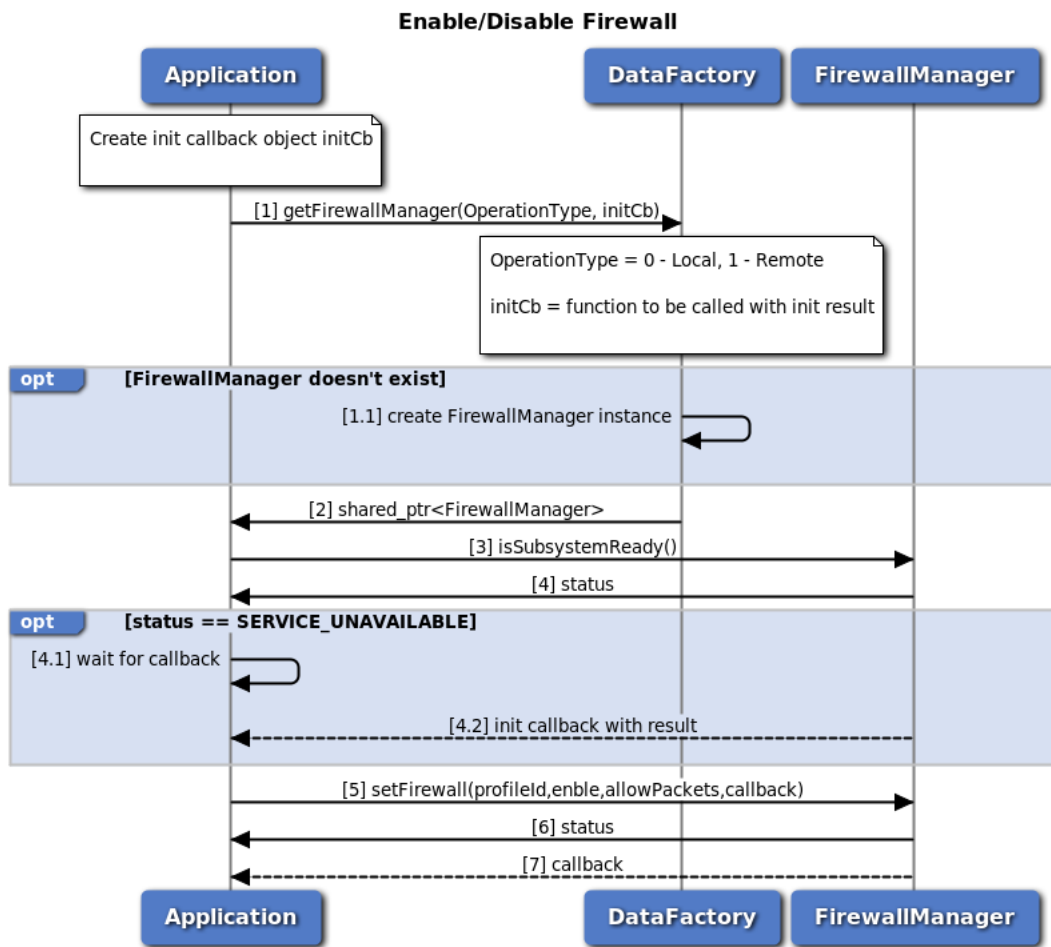 Enable/Disable Firewall
Application DataFactory FirewallManager
Create init callback object initCb
[1] getFirewallManager(OperationType, initCb)
OperationType = 0 - Local, 1 - Remote
initCb = function to be called with init result
opt [FirewallManager doesn't exist]
[1.1] create FirewallManager instance
[2] shared_ptr<FirewallManager>
[3] isSubsystemReady()
[4] status
opt [status == SERVICE_UNAVAILABLE]
[4.1] wait for callback
[4.2] init callback with result
[5] setFirewall(profileId,enble,allowPackets,callback)
[6] status
[7] callback
Application DataFactory FirewallManager